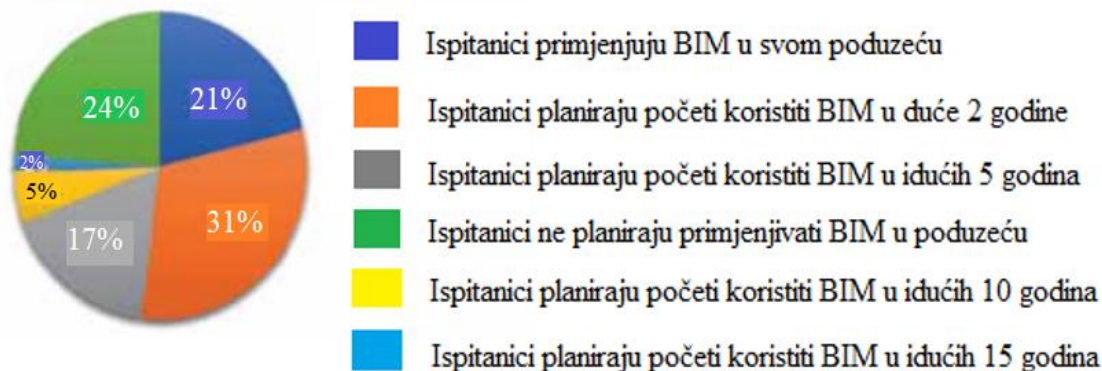 21%
24%
2%
5%
31%
17%
Ispitanici primjenjuju BIM u svom poduzeću
Ispitanici planiraju početi koristiti BIM u duće 2 godine
Ispitanici planiraju početi koristiti BIM u idućih 5 godina
Ispitanici ne planiraju primjenjivati BIM u poduzeću
Ispitanici planiraju početi koristiti BIM u idućih 10 godina
Ispitanici planiraju početi koristiti BIM u idućih 15 godina